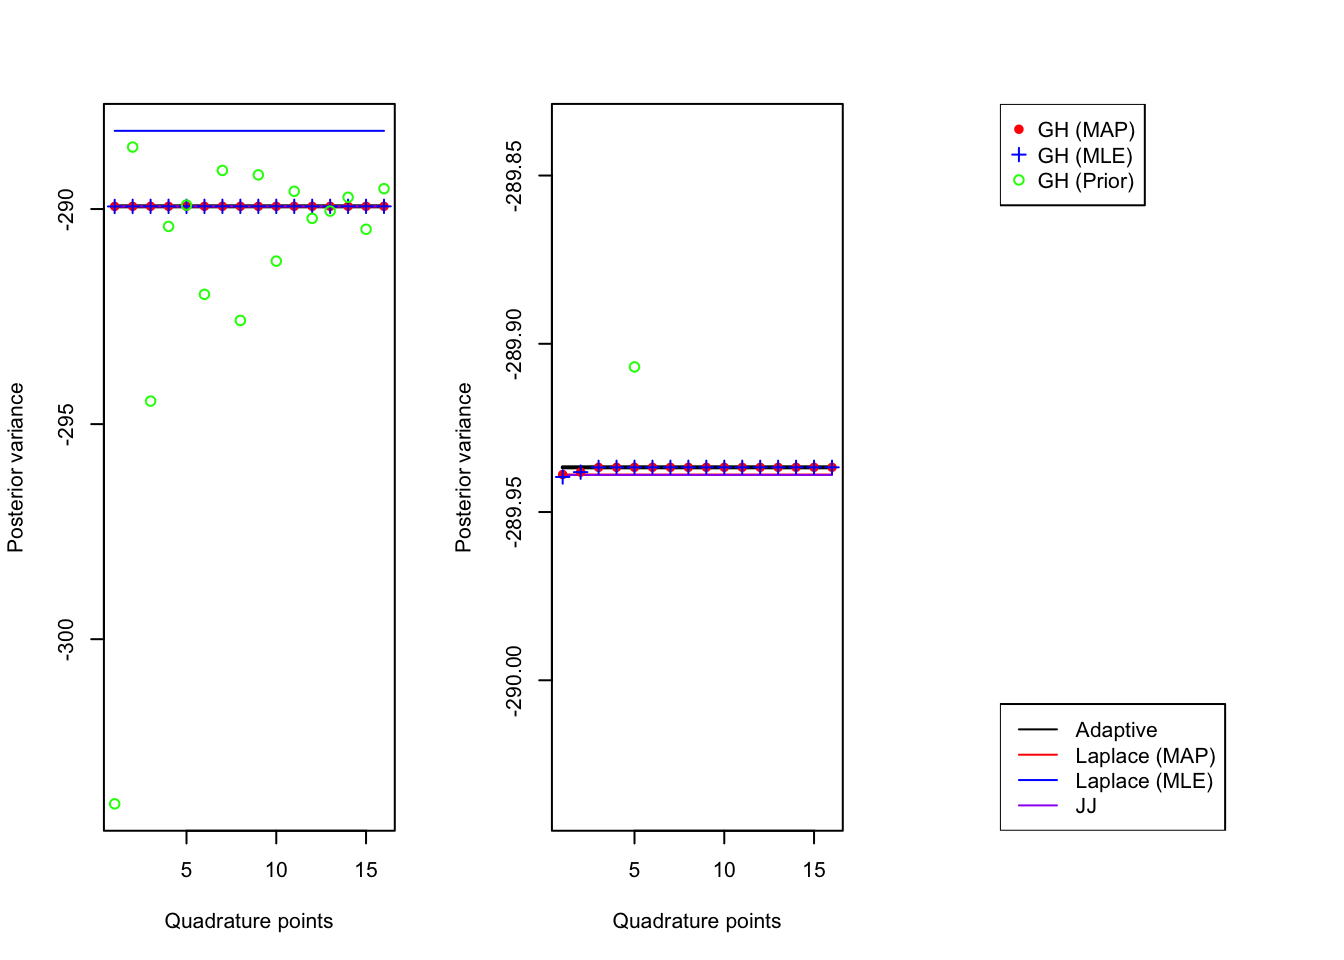 Posterior variance
-290
-295
-300
5
10
15
Quadrature points
Posterior variance
-289.85
-289.90
-289.95
-290.00
5
10
15
Quadrature points
GH (MAP)
GH (MLE)
GH (Prior)
Adaptive
Laplace (MAP)
Laplace (MLE)
JJ